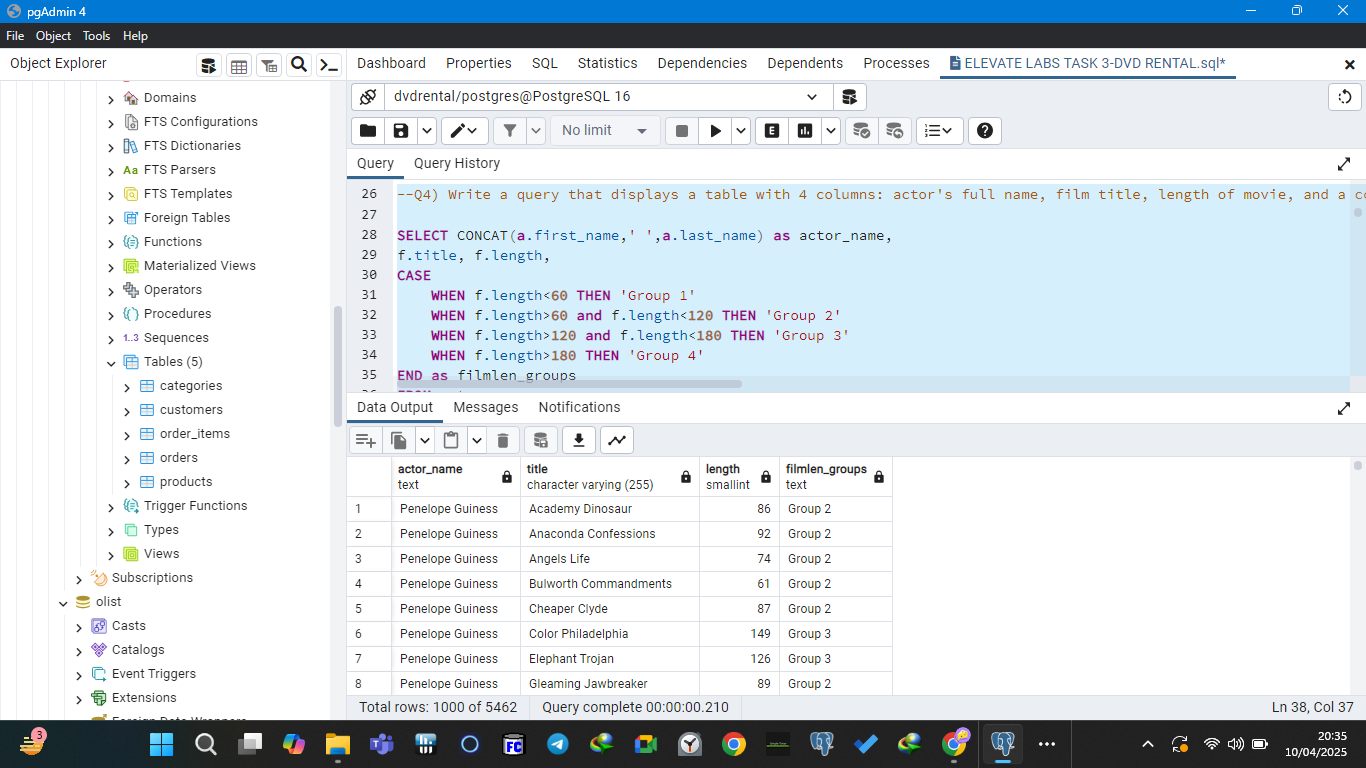 pgAdmin 4
File Object Tools Help
Object Explorer
Dashboard Properties SQL Statistics Dependencies Dependents Processes ELEVATE LABS TASK 3-DVD RENTAL.sql*
Domains
FTS Configurations
FTS Dictionaries
Aa FTS Parsers
FTS Templates
Foreign Tables
Functions
Materialized Views
Operators
Procedures
1..3 Sequences
Tables (5)
categories
customers
order_items
orders
products
Trigger Functions
Types
Views
Subscriptions
olist
Casts
Catalogs
Event Triggers
Extensions
Foreign Data Wrappers
dvdrental/postgres@PostgreSQL 16
No limit
E
Query Query History
26 --Q4) Write a query that displays a table with 4 columns: actor's full name, film title, length of movie, and a co
27
28 SELECT CONCAT(a.first_name,' ',a.last_name) as actor_name,
29 f.title, f.length,
30 CASE
31 WHEN f.length<60 THEN 'Group 1'
32 WHEN f.length>60 and f.length<120 THEN 'Group 2'
33 WHEN f.length>120 and f.length<180 THEN 'Group 3'
34 WHEN f.length>180 THEN 'Group 4'
35 END as filmlen_groups
Data Output Messages Notifications
actor_name title length filmlen_groups
text character varying (255) smallint text
1 Penelope Guiness Academy Dinosaur 86 Group 2
2 Penelope Guiness Anaconda Confessions 92 Group 2
3 Penelope Guiness Angels Life 74 Group 2
4 Penelope Guiness Bulworth Commandments 61 Group 2
5 Penelope Guiness Cheaper Clyde 87 Group 2
6 Penelope Guiness Color Philadelphia 149 Group 3
7 Penelope Guiness Elephant Trojan 126 Group 3
8 Penelope Guiness Gleaming Jawbreaker 89 Group 2
Total rows: 1000 of 5462 Query complete 00:00:00.210 Ln 38, Col 37
3
FC
20:35
10/04/2025